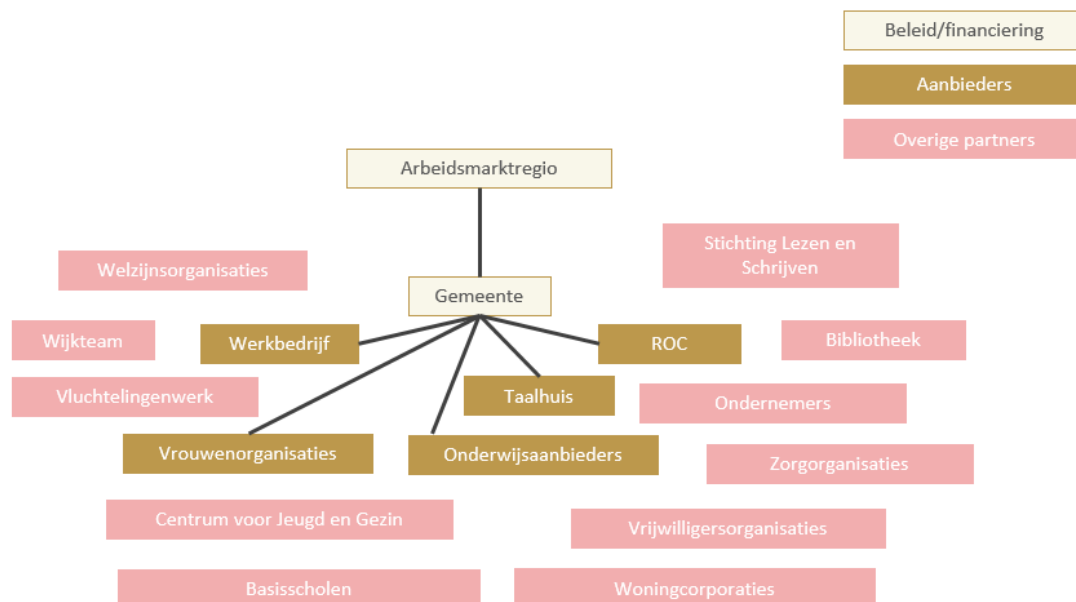 Beleid/financiering
Aanbieders
Overige partners
Arbeidsmarktregio
Stichting Lezen en
Schrijven
Welzijnsorganisaties
Gemeente
Wijkteam
Werkbedrijf
ROC
Bibliotheek
Vluchtelingenwerk
Taalhuis
Ondernemers
Vrouwenorganisaties
Onderwijsaanbieders
Zorgorganisaties
Centrum voor Jeugd en Gezin
Vrijwilligersorganisaties
Basisscholen
Woningcorporaties